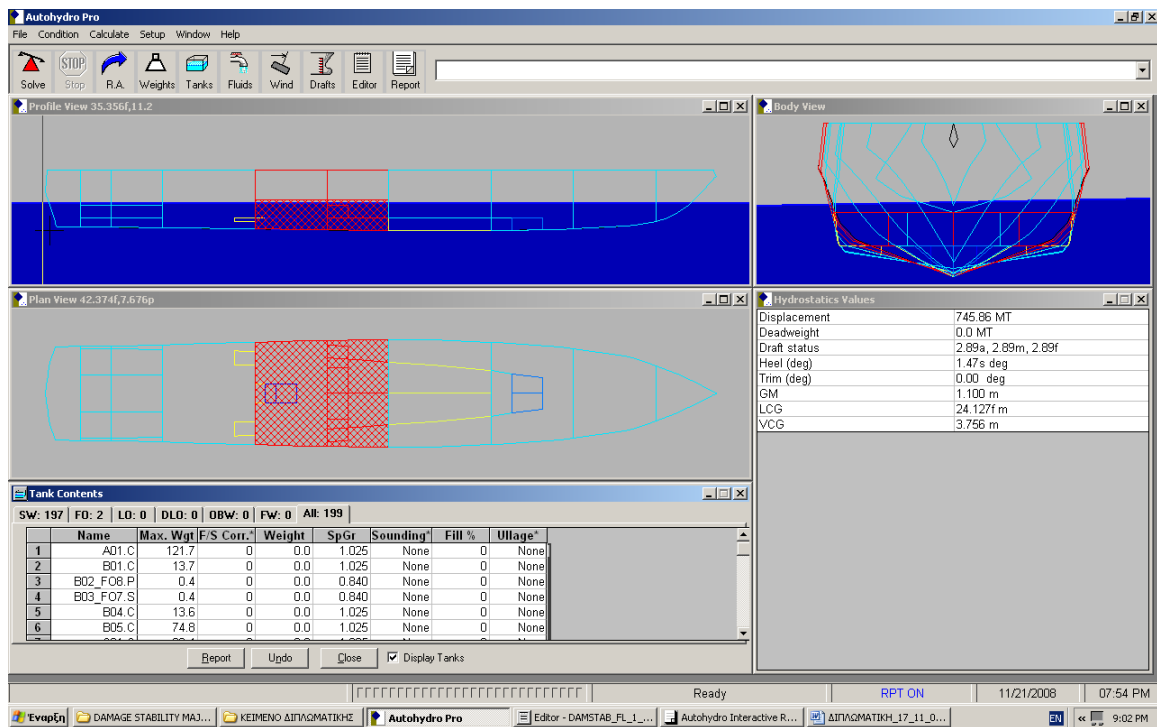 Autohydro Pro
File Condition Calculate Setup Window Help
Solve Stop R.A. Weights Tanks Fluids Wind Drafts Editor Report
Profile View 35.356f,11.2
Body View
Plan View 42.374f,7.676p
Hydrostatics Values
Displacement 745.86 MT
Deadweight 0.0 MT
Draft status 2.89a, 2.89m, 2.89f
Heel (deg) 1.47s deg
Trim (deg) 0.00 deg
GM 1.100 m
LCG 24.127f m
VCG 3.756 m
Tank Contents
SW: 197 FO: 2 LO: 0 DLO: 0 OBW: 0 FW: 0 All: 199
Name Max. Wgt F/S Corr.* Weight SpGr Sounding* Fill % Ullage*
1 A01.C 121.7 0 0.0 1.025 None 0 None
2 B01.C 13.7 0 0.0 1.025 None 0 None
3 B02_FO8.P 0.4 0 0.0 0.840 None 0 None
4 B03_FO7.S 0.4 0 0.0 0.840 None 0 None
5 B04.C 13.6 0 0.0 1.025 None 0 None
6 B05.C 74.8 0 0.0 1.025 None 0 None
Report Undo Close Display Tanks
Ready RPT ON 11/21/2008 07:54 PM
Έναρξη DAMAGE STABILITY MAJ... ΚΕΙΜΕΝΟ ΔΙΠΛΩΜΑΤΙΚΗΣ Autohydro Pro Editor - DAMSTAB_FL_1_... Autohydro Interactive R... ΔΙΠΛΩΜΑΤΙΚΗ_17_11_0... EN « 9:02 PM